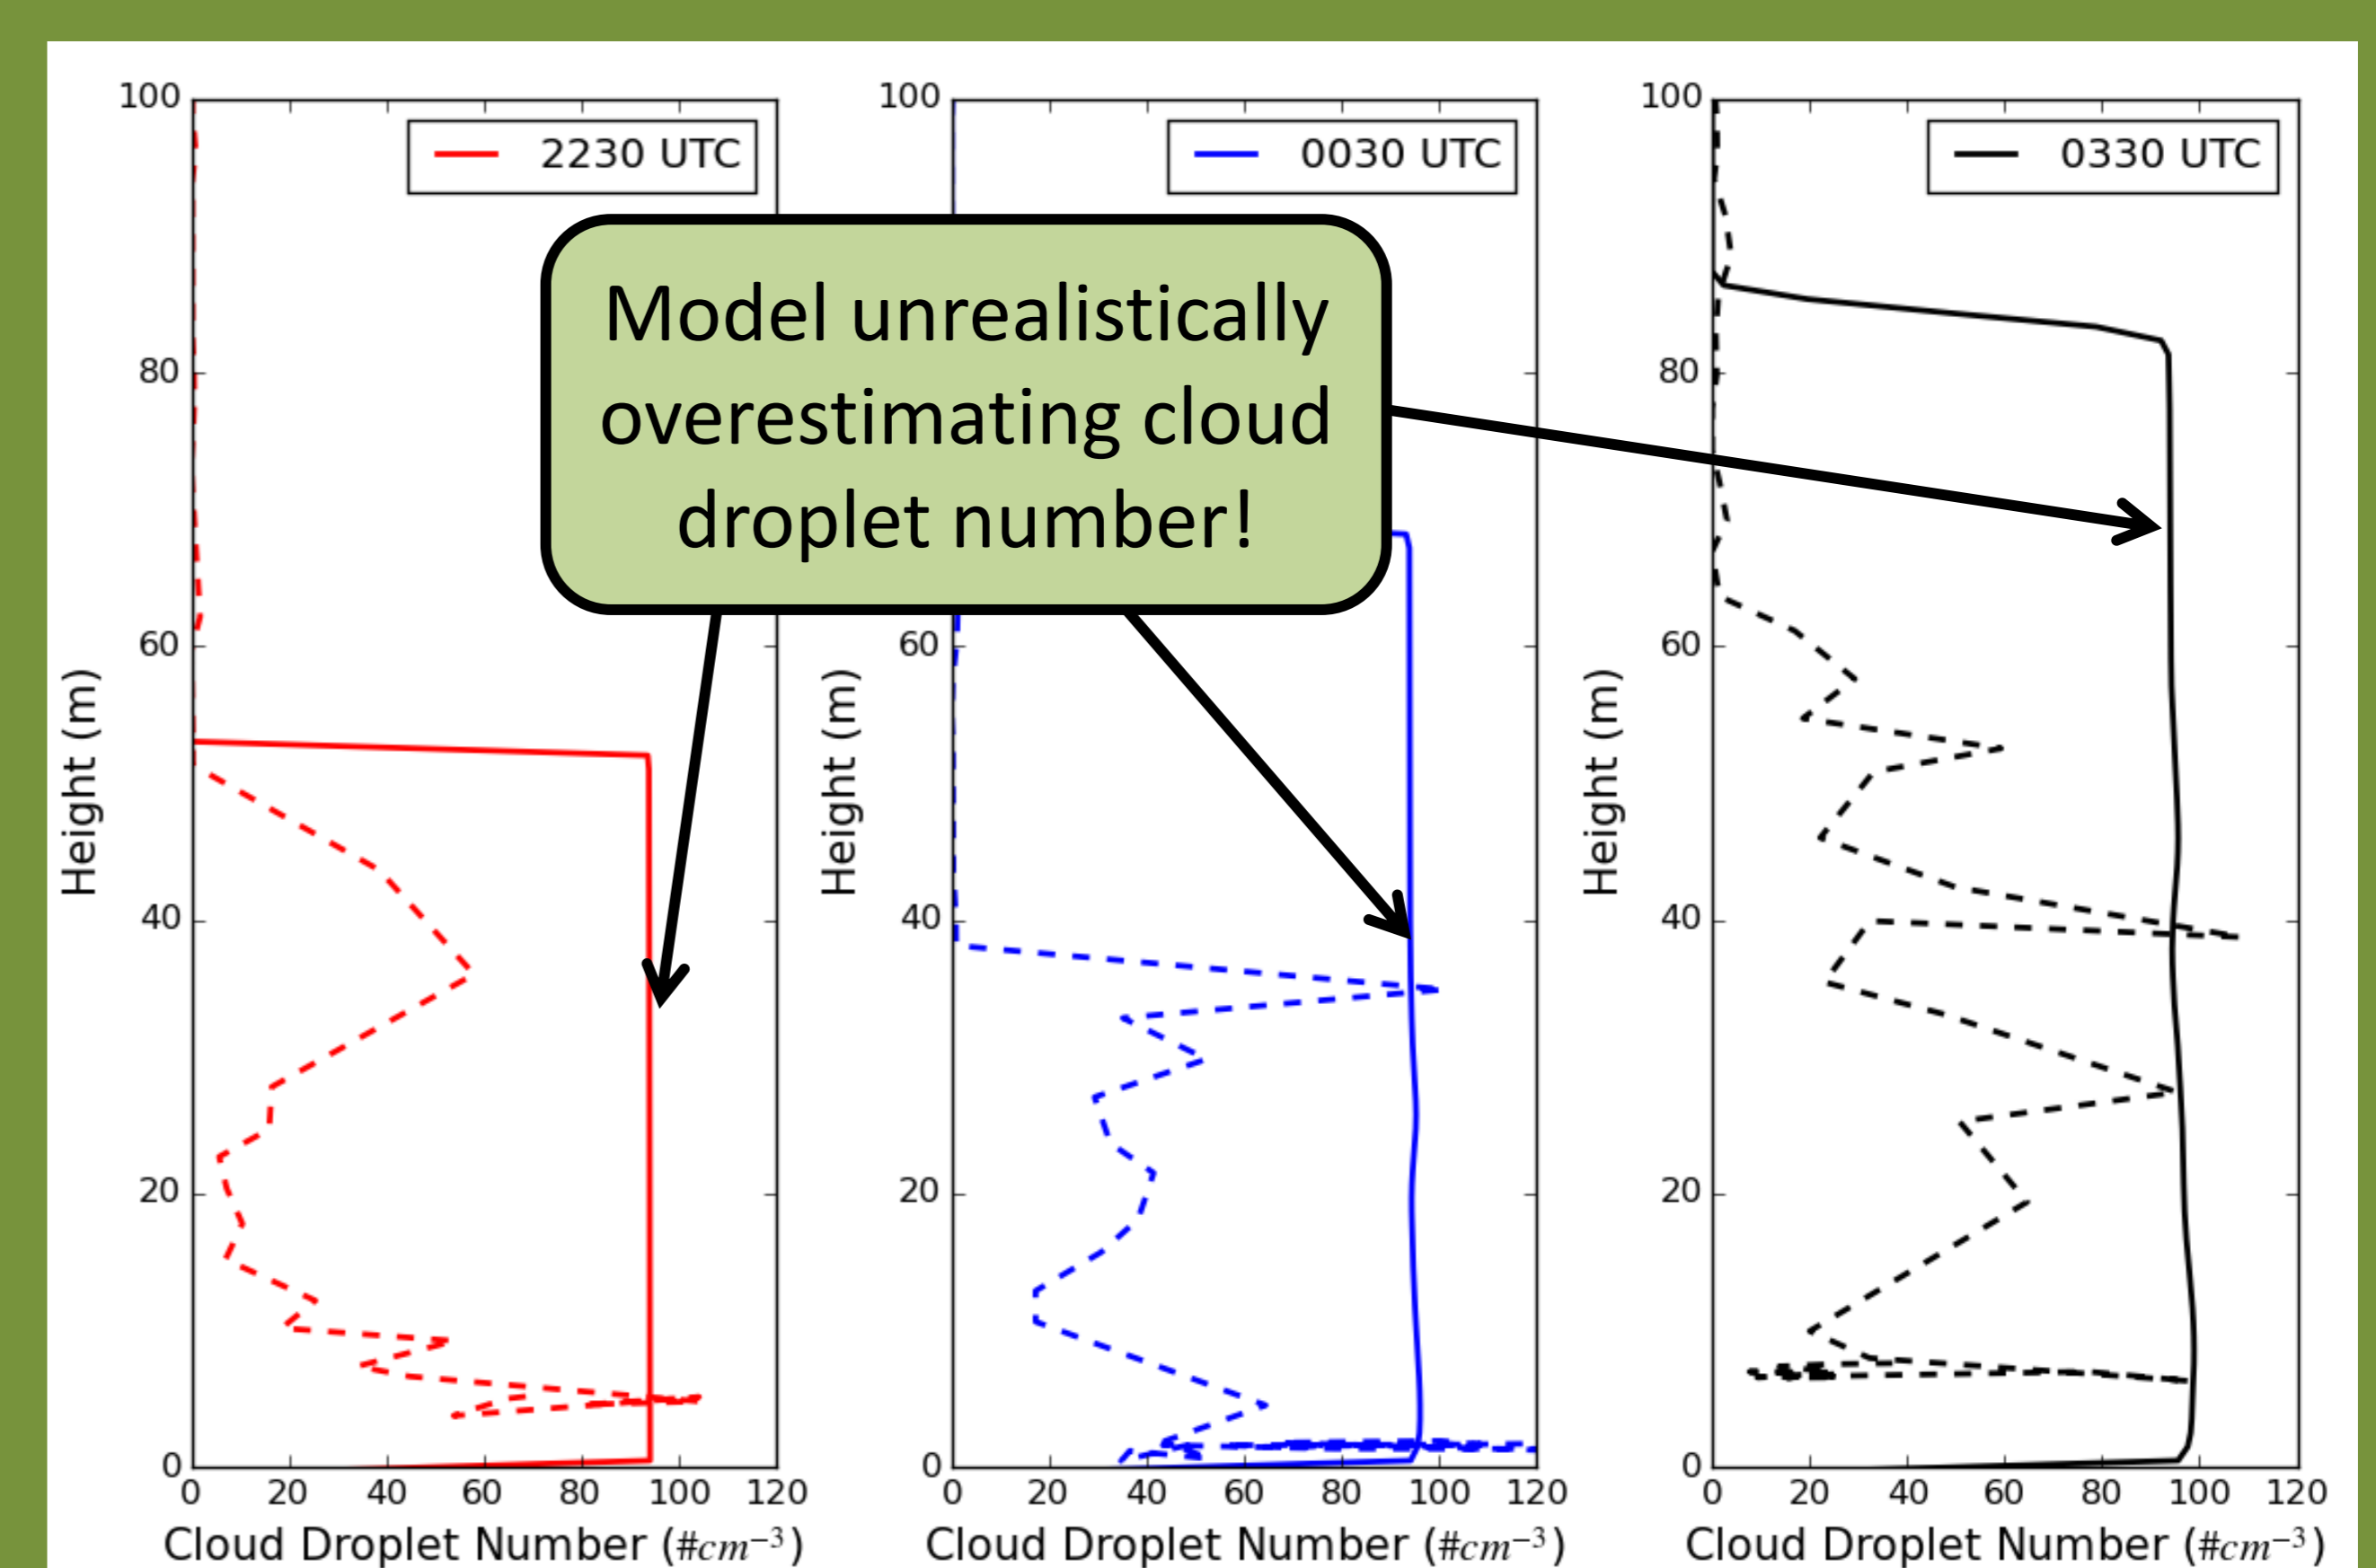 2230 UTC
0030 UTC
0330 UTC
Model unrealistically
overestimating cloud
droplet number!
Height (m)
100
80
60
40
20
0
0 20 40 60 80 100 120
Cloud Droplet Number (#cm⁻³)
Height (m)
100
60
40
20
0
0 20 40 60 80 100 120
Cloud Droplet Number (#cm⁻³)
Height (m)
100
80
60
40
20
0
0 20 40 60 80 100 120
Cloud Droplet Number (#cm⁻³)